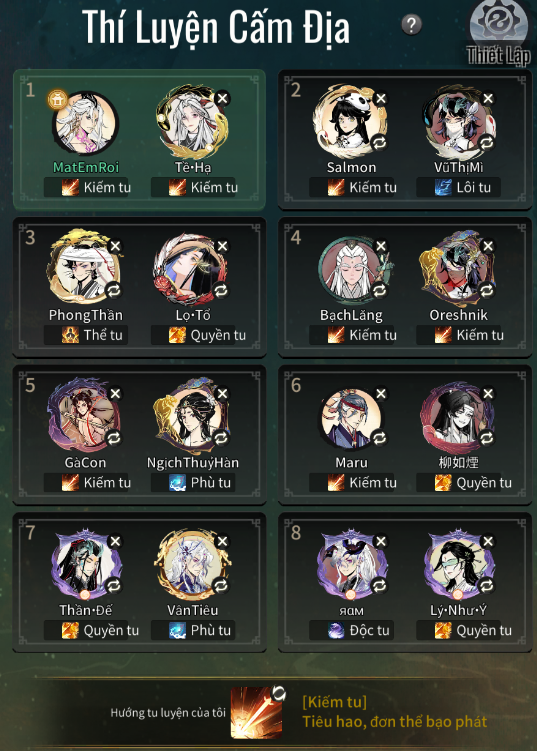 Thí Luyện Cấm Địa
?
Thiết Lập
1
MatEmRoi
Tê•Hạ
Kiếm tu
Kiếm tu
2
Salmon
VũThịMì
Kiếm tu
Lôi tu
3
PhongThần
Lọ•Tổ
Thể tu
Quyền tu
4
BạchLăng
Oreshnik
Kiếm tu
Kiếm tu
5
GàCon
NgịchThuỷHàn
Kiếm tu
Phù tu
6
Maru
柳如煙
Kiếm tu
Quyền tu
7
Thần•Đế
VânTiêu
Quyền tu
Phù tu
8
яαм
Lý•Như•Ý
Độc tu
Quyền tu
Hướng tu luyện của tôi
[Kiếm tu]
Tiêu hao, đơn thể bạo phát